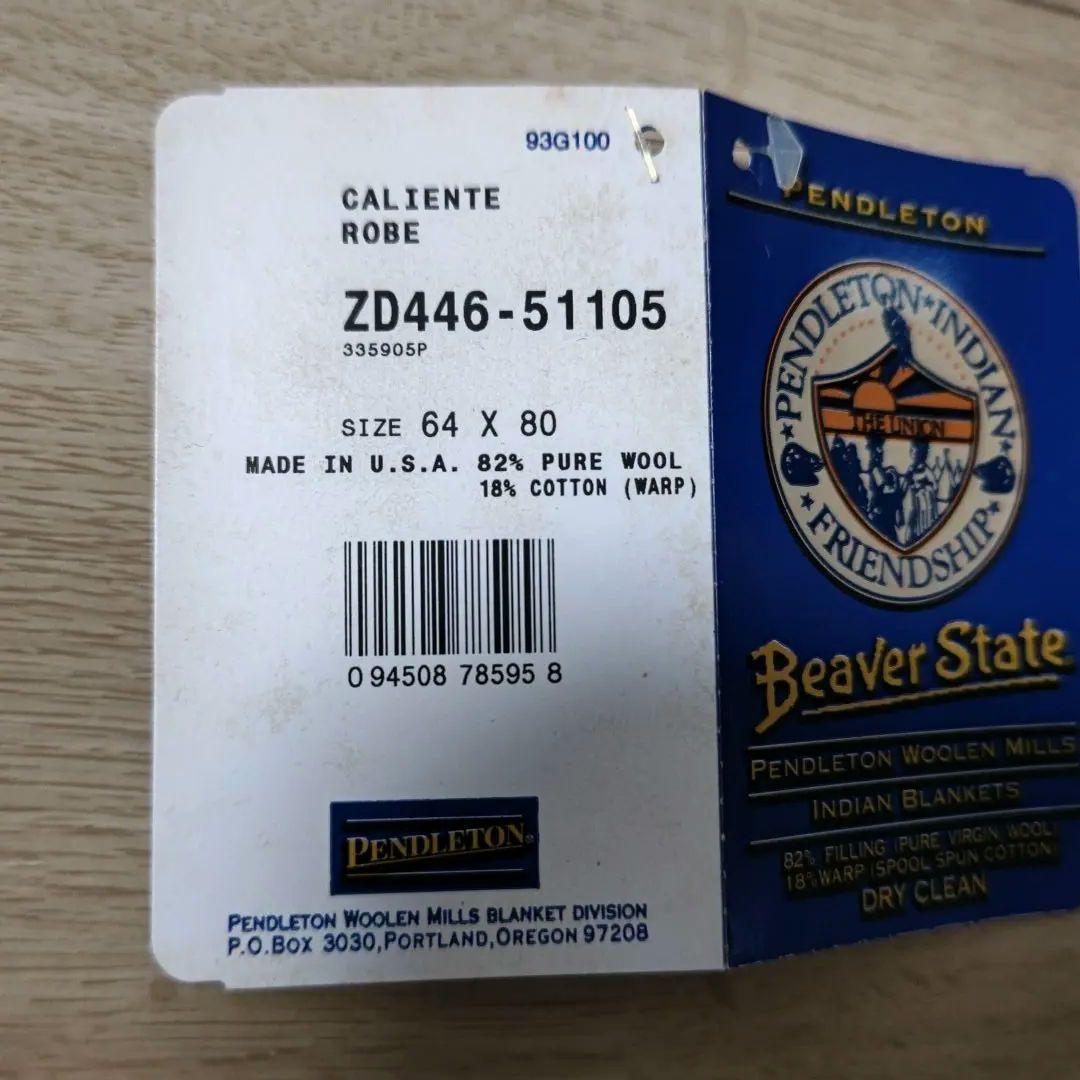 93G100
CALIENTE
ROBE
ZD446-51105
335905P
SIZE 64 X 80
MADE IN U.S.A. 82% PURE WOOL
18% COTTON (WARP)
0 94508 78595 8
PENDLETON®
PENDLETON WOOLEN MILLS BLANKET DIVISION
P.O.BOX 3030,PORTLAND,OREGON 97208
PENDLETON
PENDLETON★INDIAN★FRIENDSHIP★
THE UNION
Beaver State
PENDLETON WOOLEN MILLS
INDIAN BLANKETS
82% FILLING (PURE VIRGIN WOOL)
18% WARP (SPOOL SPUN COTTON)
DRY CLEAN